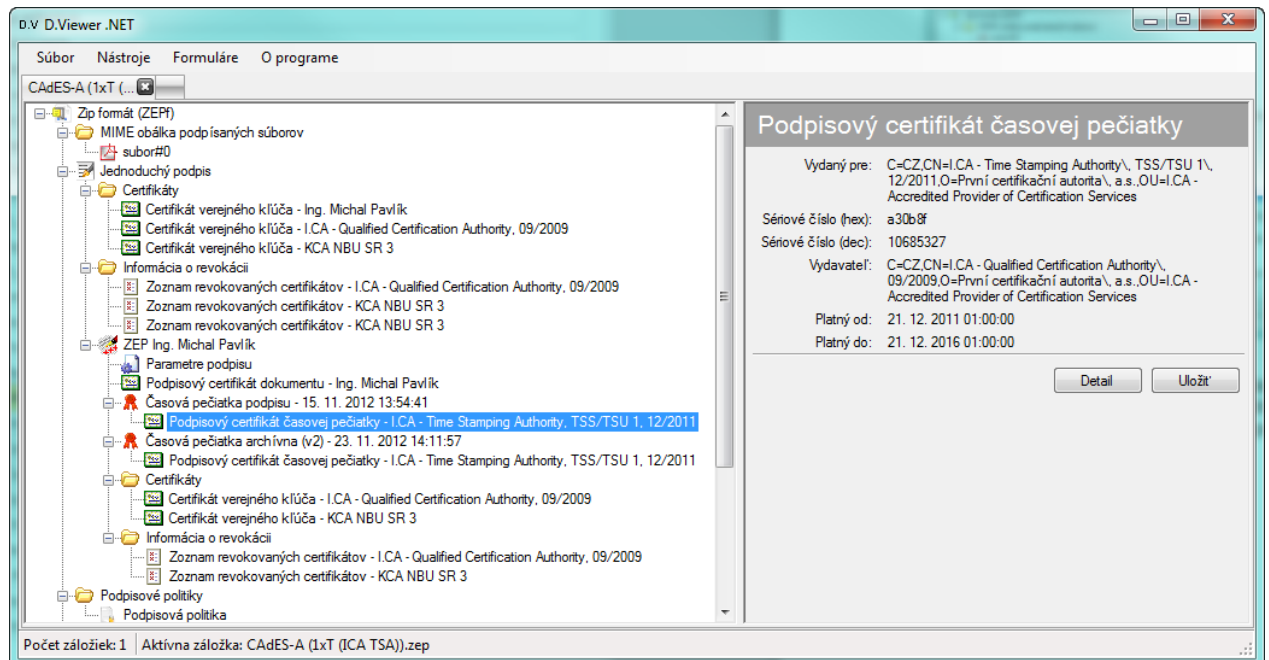 D.V D.Viewer .NET
Súbor Nástroje Formuláre O programe
CAdES-A (1xT (...
Zip formát (ZEPf)
MIME obálka podpísaných súborov
subor#0
Jednoduchý podpis
Certifikáty
Certifikát verejného kľúča - Ing. Michal Pavlík
Certifikát verejného kľúča - I.CA - Qualified Certification Authority, 09/2009
Certifikát verejného kľúča - KCA NBU SR 3
Informácia o revokácii
Zoznam revokovaných certifikátov - I.CA - Qualified Certification Authority, 09/2009
Zoznam revokovaných certifikátov - KCA NBU SR 3
Zoznam revokovaných certifikátov - KCA NBU SR 3
ZEP Ing. Michal Pavlík
Parametre podpisu
Podpisový certifikát dokumentu - Ing. Michal Pavlík
Časová pečiatka podpisu - 15. 11. 2012 13:54:41
Podpisový certifikát časovej pečiatky - I.CA - Time Stamping Authority, TSS/TSU 1, 12/2011
Časová pečiatka archívna (v2) - 23. 11. 2012 14:11:57
Podpisový certifikát časovej pečiatky - I.CA - Time Stamping Authority, TSS/TSU 1, 12/2011
Certifikáty
Certifikát verejného kľúča - I.CA - Qualified Certification Authority, 09/2009
Certifikát verejného kľúča - KCA NBU SR 3
Informácia o revokácii
Zoznam revokovaných certifikátov - I.CA - Qualified Certification Authority, 09/2009
Zoznam revokovaných certifikátov - KCA NBU SR 3
Podpisové politiky
Podpisová politika
Podpisový certifikát časovej pečiatky
Vydaný pre: C=CZ,CN=I.CA - Time Stamping Authority\, TSS/TSU 1\,
12/2011,O=První certifikační autorita\, a.s.,OU=I.CA -
Accredited Provider of Certification Services
Sériové číslo (hex): a30b8f
Sériové číslo (dec): 10685327
Vydavateľ: C=CZ,CN=I.CA - Qualified Certification Authority\,
09/2009,O=První certifikační autorita\, a.s.,OU=I.CA -
Accredited Provider of Certification Services
Platný od: 21. 12. 2011 01:00:00
Platný do: 21. 12. 2016 01:00:00
Detail Uložiť
Počet záložiek: 1 Aktívna záložka: CAdES-A (1xT (ICA TSA)).zep